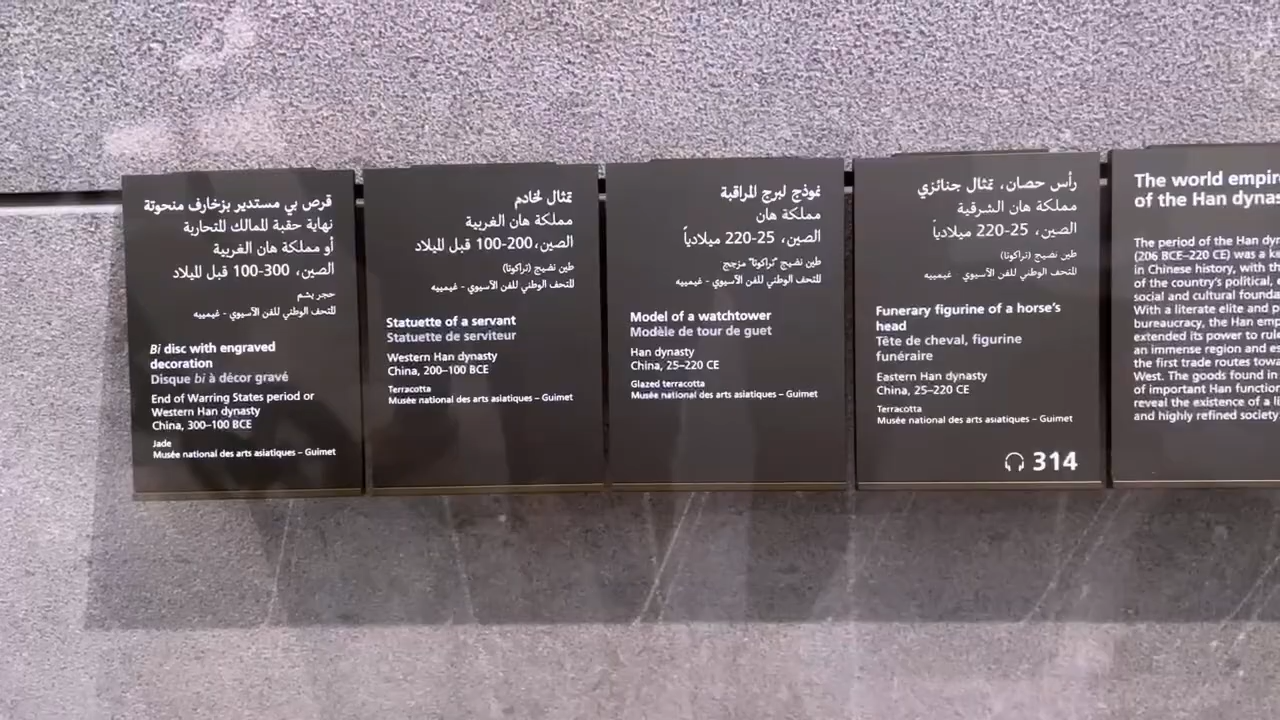 قرص بي مستدير بزخارف منحوتة
نهاية حقبة الممالك المتحاربة
أو مملكة هان الغربية
الصين، 300-100 قبل الميلاد
حجر يشم
المتحف الوطني للفن الآسيوي - غيمييه
Bi disc with engraved
decoration
Disque bi à décor gravé
End of Warring States period or
Western Han dynasty
China, 300–100 BCE
Jade
Musée national des arts asiatiques – Guimet
تمثال لخادم
مملكة هان الغربية
الصين، 200-100 قبل الميلاد
طين نضيج (تراكوتا)
المتحف الوطني للفن الآسيوي - غيمييه
Statuette of a servant
Statuette de serviteur
Western Han dynasty
China, 200–100 BCE
Terracotta
Musée national des arts asiatiques – Guimet
نموذج لبرج المراقبة
مملكة هان
الصين، 25-220 ميلادياً
طين نضيج "تراكوتا" مزجج
المتحف الوطني للفن الآسيوي - غيمييه
Model of a watchtower
Modèle de tour de guet
Han dynasty
China, 25–220 CE
Glazed terracotta
Musée national des arts asiatiques – Guimet
رأس حصان، تمثال جنائزي
مملكة هان الشرقية
الصين، 25-220 ميلادياً
طين نضيج (تراكوتا)
المتحف الوطني للفن الآسيوي - غيمييه
Funerary figurine of a horse's
head
Tête de cheval, figurine
funéraire
Eastern Han dynasty
China, 25–220 CE
Terracotta
Musée national des arts asiatiques – Guimet
314
The world empir
of the Han dynas
The period of the Han dy
(206 BCE–220 CE) was a ke
in Chinese history, with th
of the country's political,
social and cultural founda
With a literate elite and p
bureaucracy, the Han emp
extended its power to rule
an immense region and es
the first trade routes towa
West. The goods found in
of important Han function
reveal the existence of a li
and highly refined society